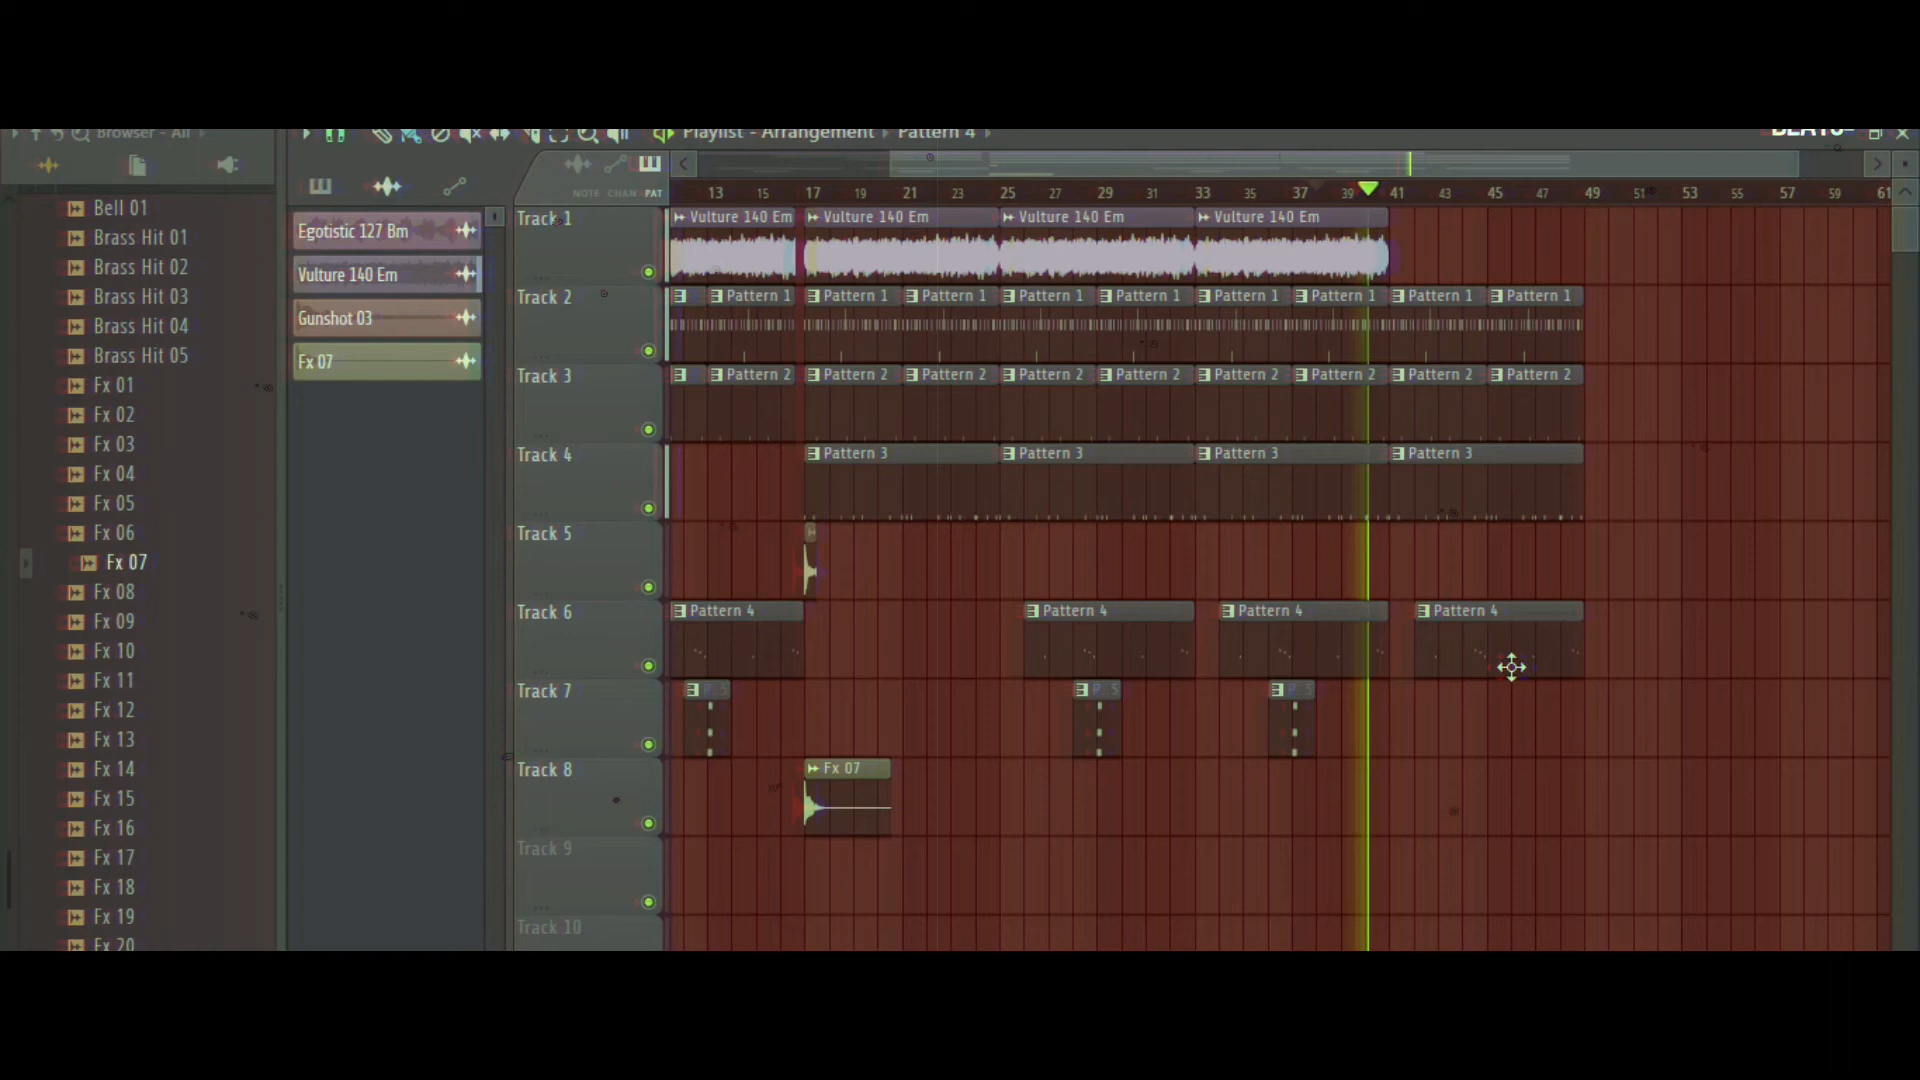 Browser - All
Playlist - Arrangement Pattern 4
NOTE CHAN PAT
13 15 17 19 21 23 25 27 29 31 33 35 37 39 41 43 45 47 49 51 53 55 57 59 61
Bell 01
Brass Hit 01
Brass Hit 02
Brass Hit 03
Brass Hit 04
Brass Hit 05
Fx 01
Fx 02
Fx 03
Fx 04
Fx 05
Fx 06
Fx 07
Fx 08
Fx 09
Fx 10
Fx 11
Fx 12
Fx 13
Fx 14
Fx 15
Fx 16
Fx 17
Fx 18
Fx 19
Fx 20
Egotistic 127 Bm
Vulture 140 Em
Gunshot 03
Fx 07
Track 1
Vulture 140 Em Vulture 140 Em Vulture 140 Em Vulture 140 Em
Track 2
Pattern 1 Pattern 1 Pattern 1 Pattern 1 Pattern 1 Pattern 1 Pattern 1 Pattern 1 Pattern 1
Track 3
Pattern 2 Pattern 2 Pattern 2 Pattern 2 Pattern 2 Pattern 2 Pattern 2 Pattern 2 Pattern 2
Track 4
Pattern 3 Pattern 3 Pattern 3 Pattern 3
Track 5
Track 6
Pattern 4 Pattern 4 Pattern 4 Pattern 4
Track 7
P 5 P 5 P 5
Track 8
Fx 07
Track 9
Track 10